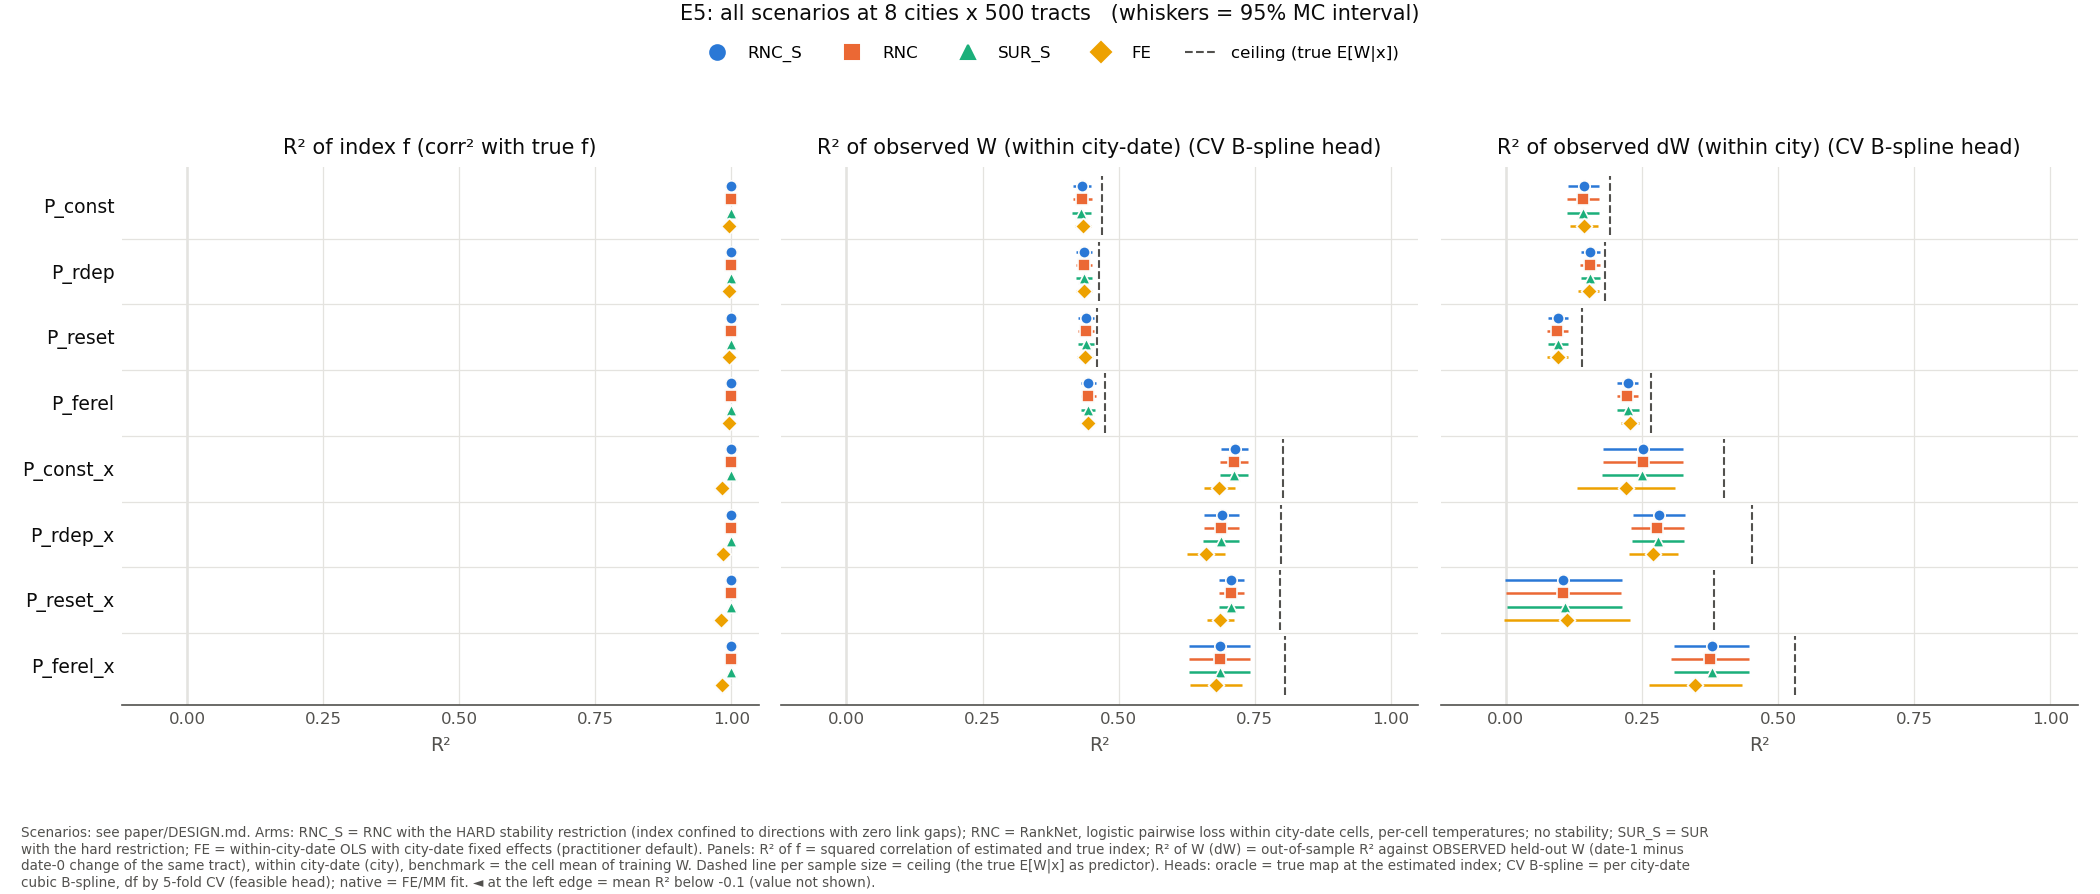 E5: all scenarios at 8 cities x 500 tracts (whiskers = 95% MC interval)
RNC_S RNC SUR_S FE ceiling (true E[W|x])
R² of index f (corr² with true f)
R² of observed W (within city-date) (CV B-spline head)
R² of observed dW (within city) (CV B-spline head)
P_const
P_rdep
P_reset
P_ferel
P_const_x
P_rdep_x
P_reset_x
P_ferel_x
0.00 0.25 0.50 0.75 1.00
0.00 0.25 0.50 0.75 1.00
0.00 0.25 0.50 0.75 1.00
R²
R²
R²
Scenarios: see paper/DESIGN.md. Arms: RNC_S = RNC with the HARD stability restriction (index confined to directions with zero link gaps); RNC = RankNet, logistic pairwise loss within city-date cells, per-cell temperatures; no stability; SUR_S = SUR
with the hard restriction; FE = within-city-date OLS with city-date fixed effects (practitioner default). Panels: R² of f = squared correlation of estimated and true index; R² of W (dW) = out-of-sample R² against OBSERVED held-out W (date-1 minus
date-0 change of the same tract), within city-date (city), benchmark = the cell mean of training W. Dashed line per sample size = ceiling (the true E[W|x] as predictor). Heads: oracle = true map at the estimated index; CV B-spline = per city-date
cubic B-spline, df by 5-fold CV (feasible head); native = FE/MM fit. ◄ at the left edge = mean R² below -0.1 (value not shown).